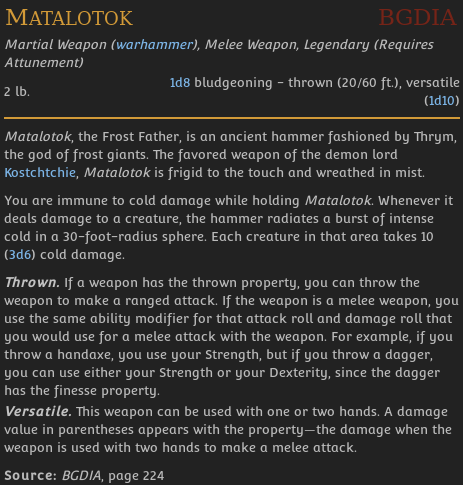 MATALOTOK BGDIA
Martial Weapon (warhammer), Melee Weapon, Legendary (Requires
Attunement)
2 lb. 1d8 bludgeoning - thrown (20/60 ft.), versatile
(1d10)
Matalotok, the Frost Father, is an ancient hammer fashioned by Thrym,
the god of frost giants. The favored weapon of the demon lord
Kostchtchie, Matalotok is frigid to the touch and wreathed in mist.
You are immune to cold damage while holding Matalotok. Whenever it
deals damage to a creature, the hammer radiates a burst of intense
cold in a 30-foot-radius sphere. Each creature in that area takes 10
(3d6) cold damage.
Thrown. If a weapon has the thrown property, you can throw the
weapon to make a ranged attack. If the weapon is a melee weapon, you
use the same ability modifier for that attack roll and damage roll that
you would use for a melee attack with the weapon. For example, if you
throw a handaxe, you use your Strength, but if you throw a dagger,
you can use either your Strength or your Dexterity, since the dagger
has the finesse property.
Versatile. This weapon can be used with one or two hands. A damage
value in parentheses appears with the property—the damage when the
weapon is used with two hands to make a melee attack.
Source: BGDIA, page 224